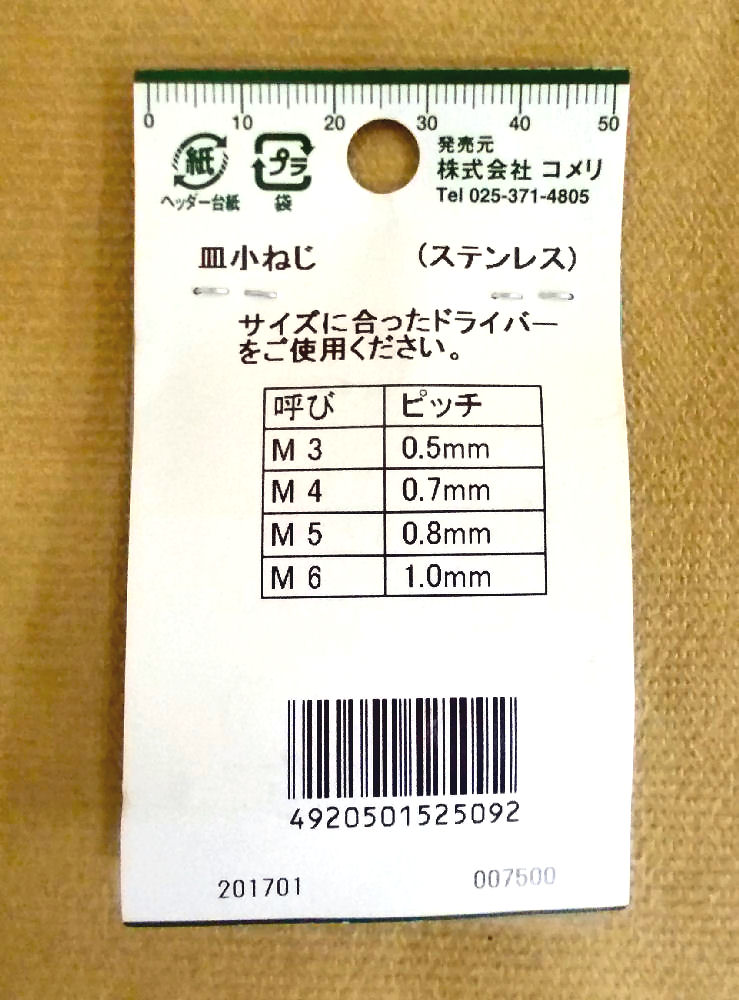 0 10 20 30 40 50
紙
プラ
ヘッダー台紙
袋
発売元
株式会社 コメリ
Tel 025-371-4805
皿小ねじ (ステンレス)
サイズに合ったドライバー
をご使用ください。
呼び ピッチ
M 3 0.5mm
M 4 0.7mm
M 5 0.8mm
M 6 1.0mm
4920501525092
201701 007500